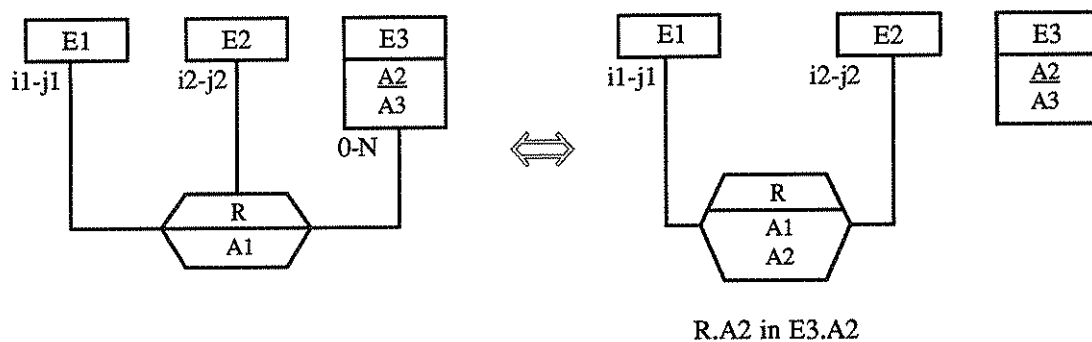 E1 E2 E3 E1 E2 E3
i1-j1 i2-j2 A2 i1-j1 i2-j2 A2
A3 A3
0-N
R R
A1 A1
A2
R.A2 in E3.A2